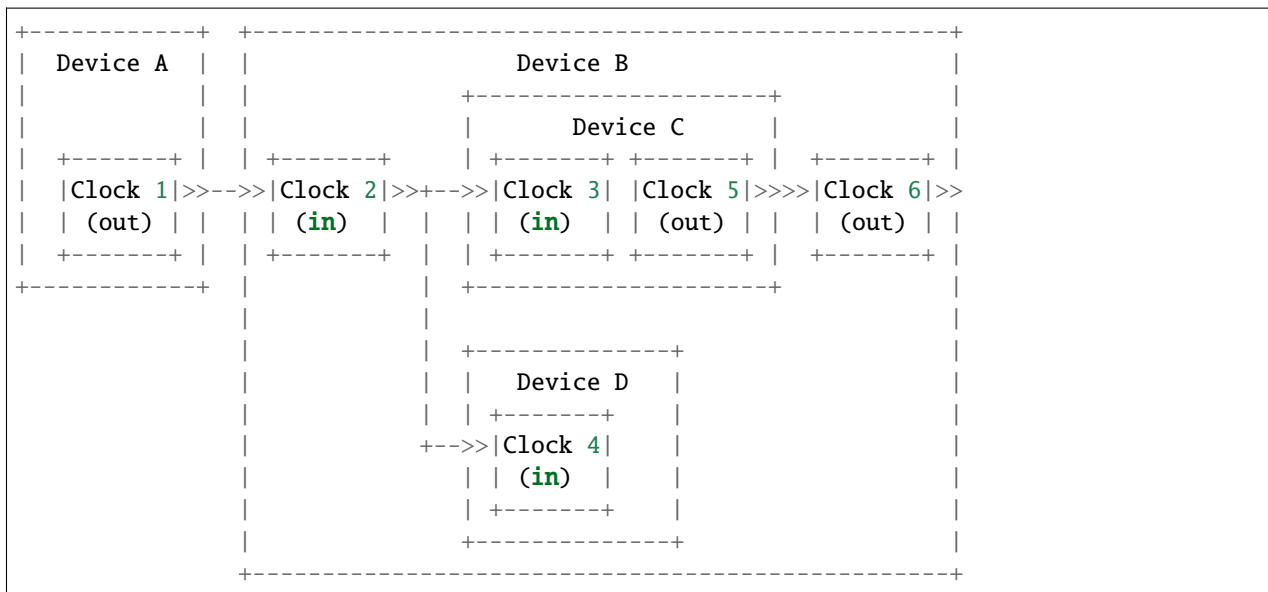 +------------+  +--------------------------------------------------+
|  Device A  |  |                   Device B                       |
|            |  |               +---------------------+            |
|            |  |               |       Device C      |            |
|  +-------+ |  | +-------+     | +-------+ +-------+ |  +-------+ |
|  |Clock 1|>>-->>|Clock 2|>>+-->>|Clock 3| |Clock 5|>>>>|Clock 6|>>
|  | (out) | |  | | (in)  |  |  | | (in)  | | (out) | |  | (out) | |
|  +-------+ |  | +-------+  |  | +-------+ +-------+ |  +-------+ |
+------------+  |            |  +---------------------+            |
                |            |                                     |
                |            |  +--------------+                   |
                |            |  |   Device D   |                   |
                |            |  | +-------+    |                   |
                |            +-->>|Clock 4|    |                   |
                |               | | (in)  |    |                   |
                |               | +-------+    |                   |
                |               +--------------+                   |
                +--------------------------------------------------+